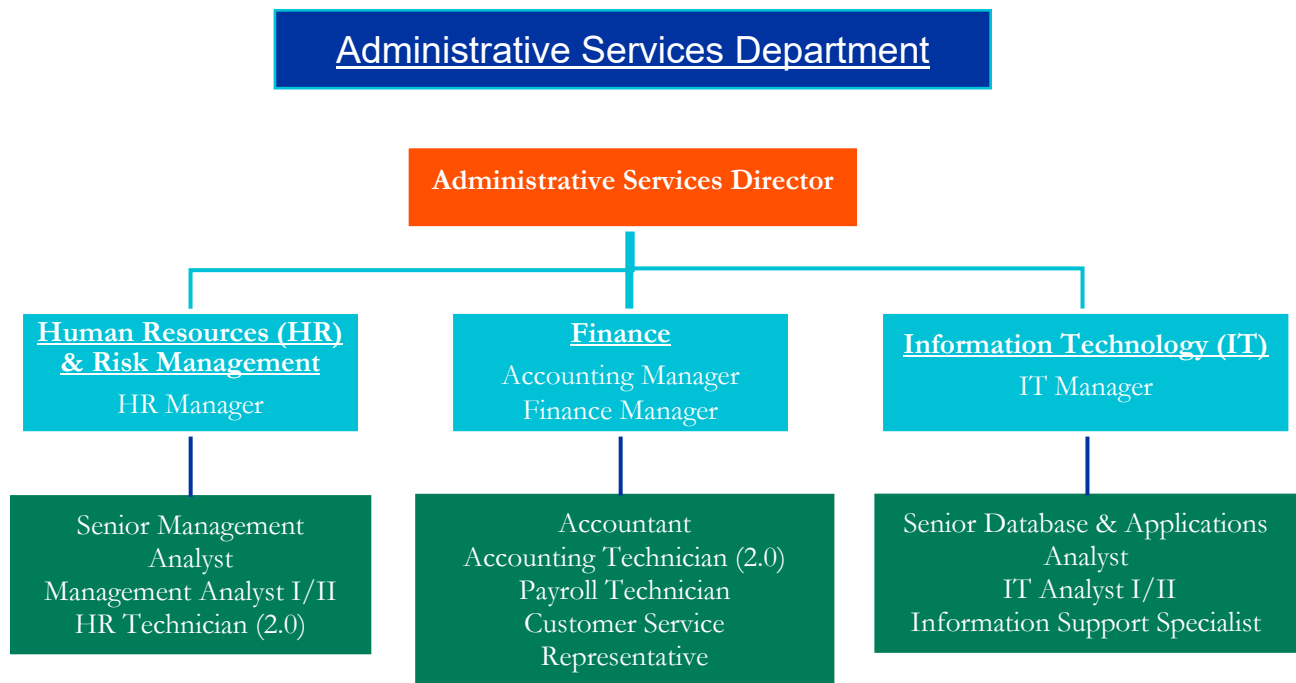 Administrative Services Department
Administrative Services Director
Human Resources (HR)
& Risk Management
HR Manager
Finance
Accounting Manager
Finance Manager
Information Technology (IT)
IT Manager
Senior Management
Analyst
Management Analyst I/II
HR Technician (2.0)
Accountant
Accounting Technician (2.0)
Payroll Technician
Customer Service
Representative
Senior Database & Applications
Analyst
IT Analyst I/II
Information Support Specialist